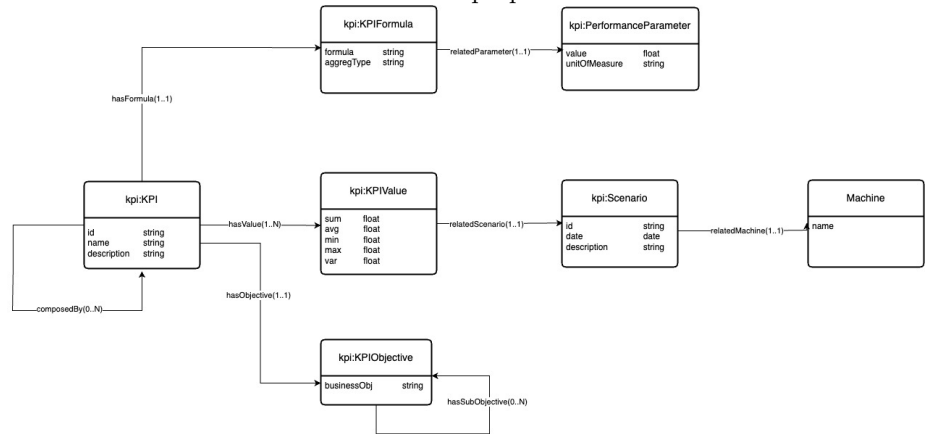 kpi:KPIFormula
formula string
aggregType string
relatedParameter(1..1)
kpi:PerformanceParameter
value float
unitOfMeasure string
hasFormula(1..1)
kpi:KPI
id string
name string
description string
composedBy(0..N)
hasValue(1..N)
kpi:KPIValue
sum float
avg float
min float
max float
var float
relatedScenario(1..1)
kpi:Scenario
id string
date date
description string
relatedMachine(1..1)
Machine
name
hasObjective(1..1)
kpi:KPIObjective
businessObj string
hasSubObjective(0..N)